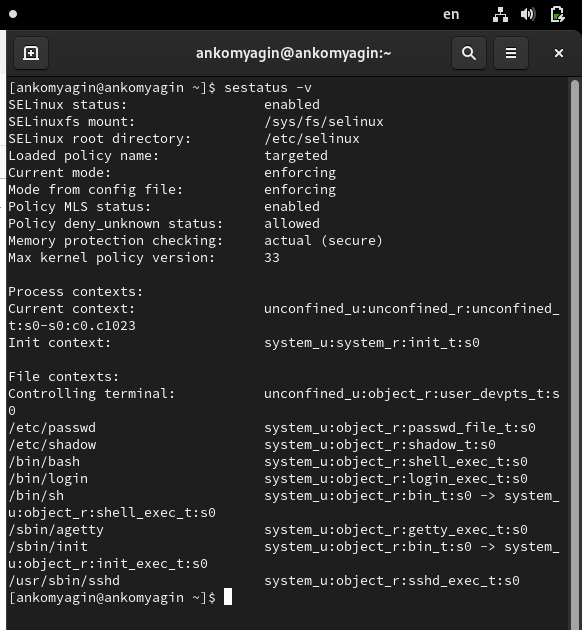 en
ankomyagin@ankomyagin:~
[ankomyagin@ankomyagin ~]$ sestatus -v
SELinux status:                 enabled
SELinuxfs mount:                /sys/fs/selinux
SELinux root directory:         /etc/selinux
Loaded policy name:             targeted
Current mode:                   enforcing
Mode from config file:          enforcing
Policy MLS status:              enabled
Policy deny_unknown status:     allowed
Memory protection checking:     actual (secure)
Max kernel policy version:      33
Process contexts:
Current context:                unconfined_u:unconfined_r:unconfined_
t:s0-s0:c0.c1023
Init context:                   system_u:system_r:init_t:s0
File contexts:
Controlling terminal:           unconfined_u:object_r:user_devpts_t:s
0
/etc/passwd                     system_u:object_r:passwd_file_t:s0
/etc/shadow                     system_u:object_r:shadow_t:s0
/bin/bash                       system_u:object_r:shell_exec_t:s0
/bin/login                      system_u:object_r:login_exec_t:s0
/bin/sh                         system_u:object_r:bin_t:s0 -> system_
u:object_r:shell_exec_t:s0
/sbin/agetty                    system_u:object_r:getty_exec_t:s0
/sbin/init                      system_u:object_r:bin_t:s0 -> system_
u:object_r:init_exec_t:s0
/usr/sbin/sshd                  system_u:object_r:sshd_exec_t:s0
[ankomyagin@ankomyagin ~]$